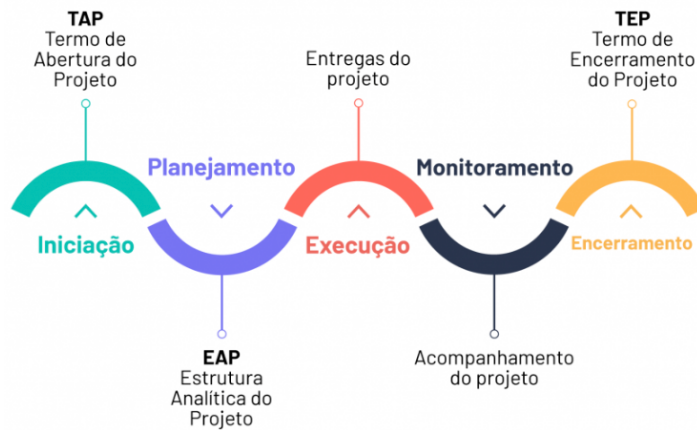 TAP
Termo de
Abertura do
Projeto
Iniciação
Planejamento
EAP
Estrutura
Analítica do
Projeto
Entregas do
projeto
Execução
Monitoramento
Acompanhamento
do projeto
TEP
Termo de
Encerramento
do Projeto
Encerramento